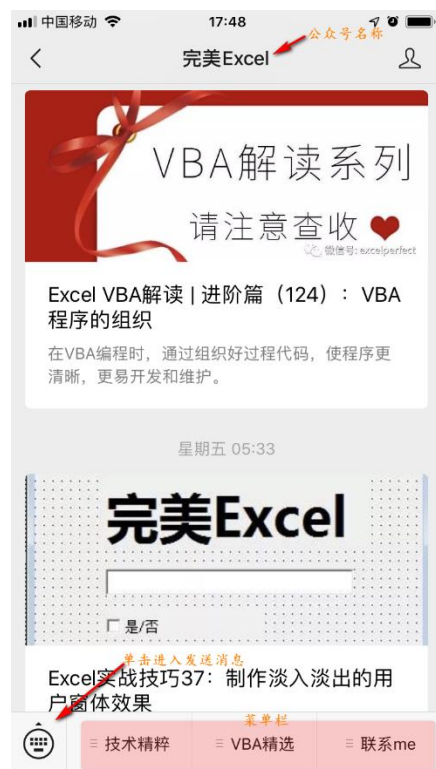 中国移动 17:48
公众号名称
完美Excel
VBA解读系列
请注意查收
微信号: excelperfect
Excel VBA解读 | 进阶篇（124）：VBA
程序的组织
在VBA编程时，通过组织好过程代码，使程序更
清晰，更易开发和维护。
星期五 05:33
完美Excel
是/否
单击进入发送消息
Excel实战技巧37：制作淡入淡出的用
户窗体效果
菜单栏
技术精粹 VBA精选 联系me